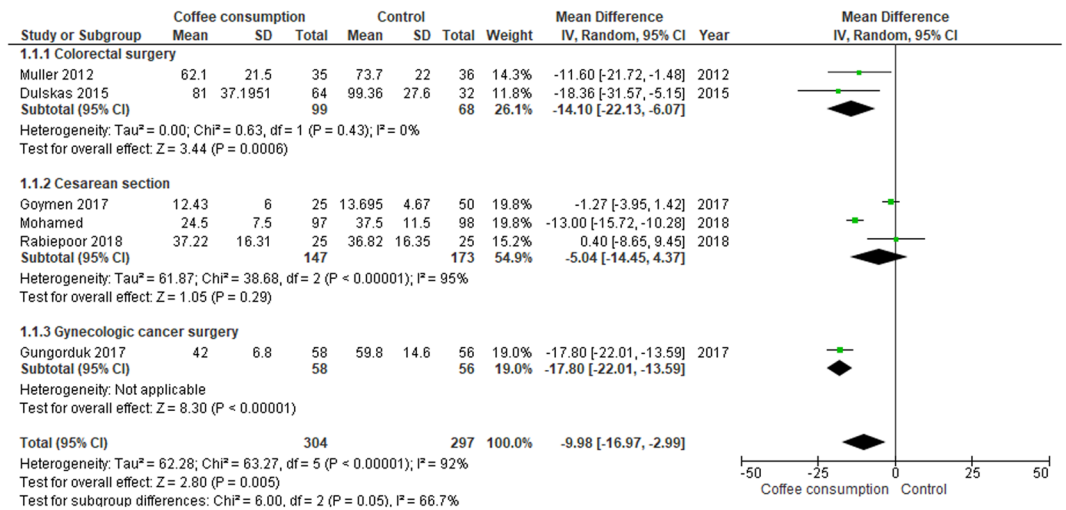 Coffee consumption Control Mean Difference Mean Difference
Study or Subgroup Mean SD Total Mean SD Total Weight IV, Random, 95% CI Year IV, Random, 95% CI
1.1.1 Colorectal surgery
Muller 2012 62.1 21.5 35 73.7 22 36 14.3% -11.60 [-21.72, -1.48] 2012
Dulskas 2015 81 37.1951 64 99.36 27.6 32 11.8% -18.36 [-31.57, -5.15] 2015
Subtotal (95% CI) 99 68 26.1% -14.10 [-22.13, -6.07]
Heterogeneity: Tau² = 0.00; Chi² = 0.63, df = 1 (P = 0.43); I² = 0%
Test for overall effect: Z = 3.44 (P = 0.0006)
1.1.2 Cesarean section
Goymen 2017 12.43 6 25 13.695 4.67 50 19.8% -1.27 [-3.95, 1.42] 2017
Mohamed 24.5 7.5 97 37.5 11.5 98 19.8% -13.00 [-15.72, -10.28] 2018
Rabiepoor 2018 37.22 16.31 25 36.82 16.35 25 15.2% 0.40 [-8.65, 9.45] 2018
Subtotal (95% CI) 147 173 54.9% -5.04 [-14.45, 4.37]
Heterogeneity: Tau² = 61.87; Chi² = 38.68, df = 2 (P < 0.00001); I² = 95%
Test for overall effect: Z = 1.05 (P = 0.29)
1.1.3 Gynecologic cancer surgery
Gungorduk 2017 42 6.8 58 59.8 14.6 56 19.0% -17.80 [-22.01, -13.59] 2017
Subtotal (95% CI) 58 56 19.0% -17.80 [-22.01, -13.59]
Heterogeneity: Not applicable
Test for overall effect: Z = 8.30 (P < 0.00001)
Total (95% CI) 304 297 100.0% -9.98 [-16.97, -2.99]
Heterogeneity: Tau² = 62.28; Chi² = 63.27, df = 5 (P < 0.00001); I² = 92%
Test for overall effect: Z = 2.80 (P = 0.005)
Test for subgroup differences: Chi² = 6.00, df = 2 (P = 0.05), I² = 66.7%
-50 -25 0 25 50
Coffee consumption Control